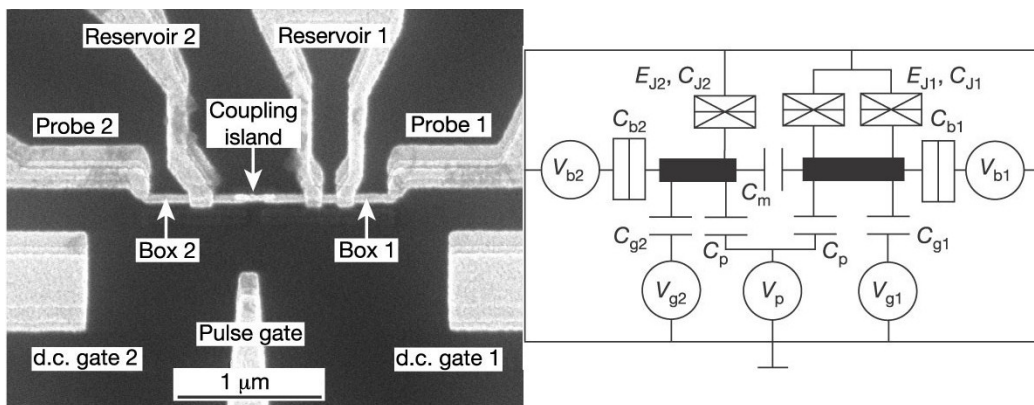 Reservoir 2
Reservoir 1
Coupling
island
Probe 2
Probe 1
Box 2
Box 1
Pulse gate
d.c. gate 2
d.c. gate 1
1 μm
E_J2, C_J2
E_J1, C_J1
C_b2
C_b1
V_b2
V_b1
C_m
C_g2
C_p
C_p
C_g1
V_g2
V_p
V_g1